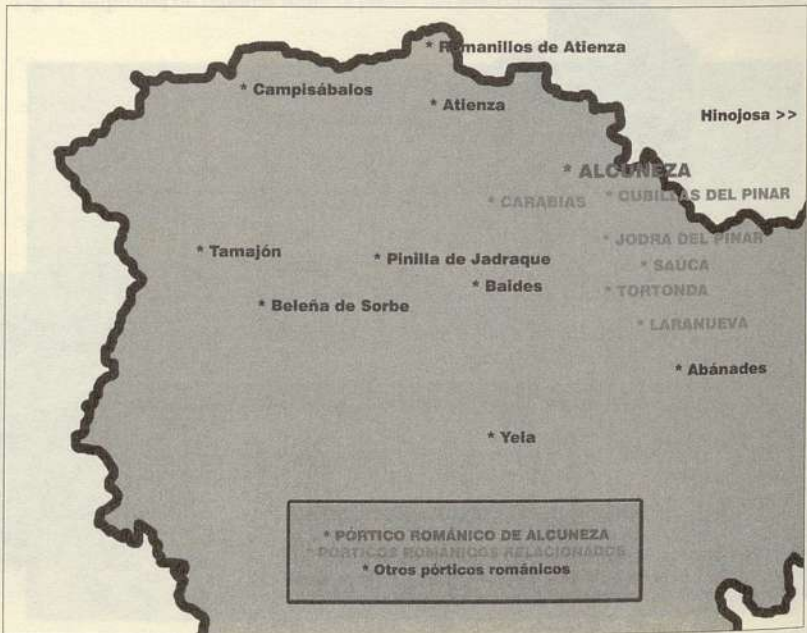 * Romanillos de Atienza
* Campisábalos
* Atienza
Hinojosa >>
* ALCUNEZA
* CARABIAS
* CUBILLAS DEL PINAR
* JODRA DEL PINAR
* Tamajón
* Pinilla de Jadraque
* SAUCA
* Baides
* TORTONDA
* Beleña de Sorbe
* LARANUEVA
* Abánades
* Yela
* PÓRTICO ROMÁNICO DE ALCUNEZA
* PÓRTICOS ROMÁNICOS RELACIONADOS
* Otros pórticos románicos